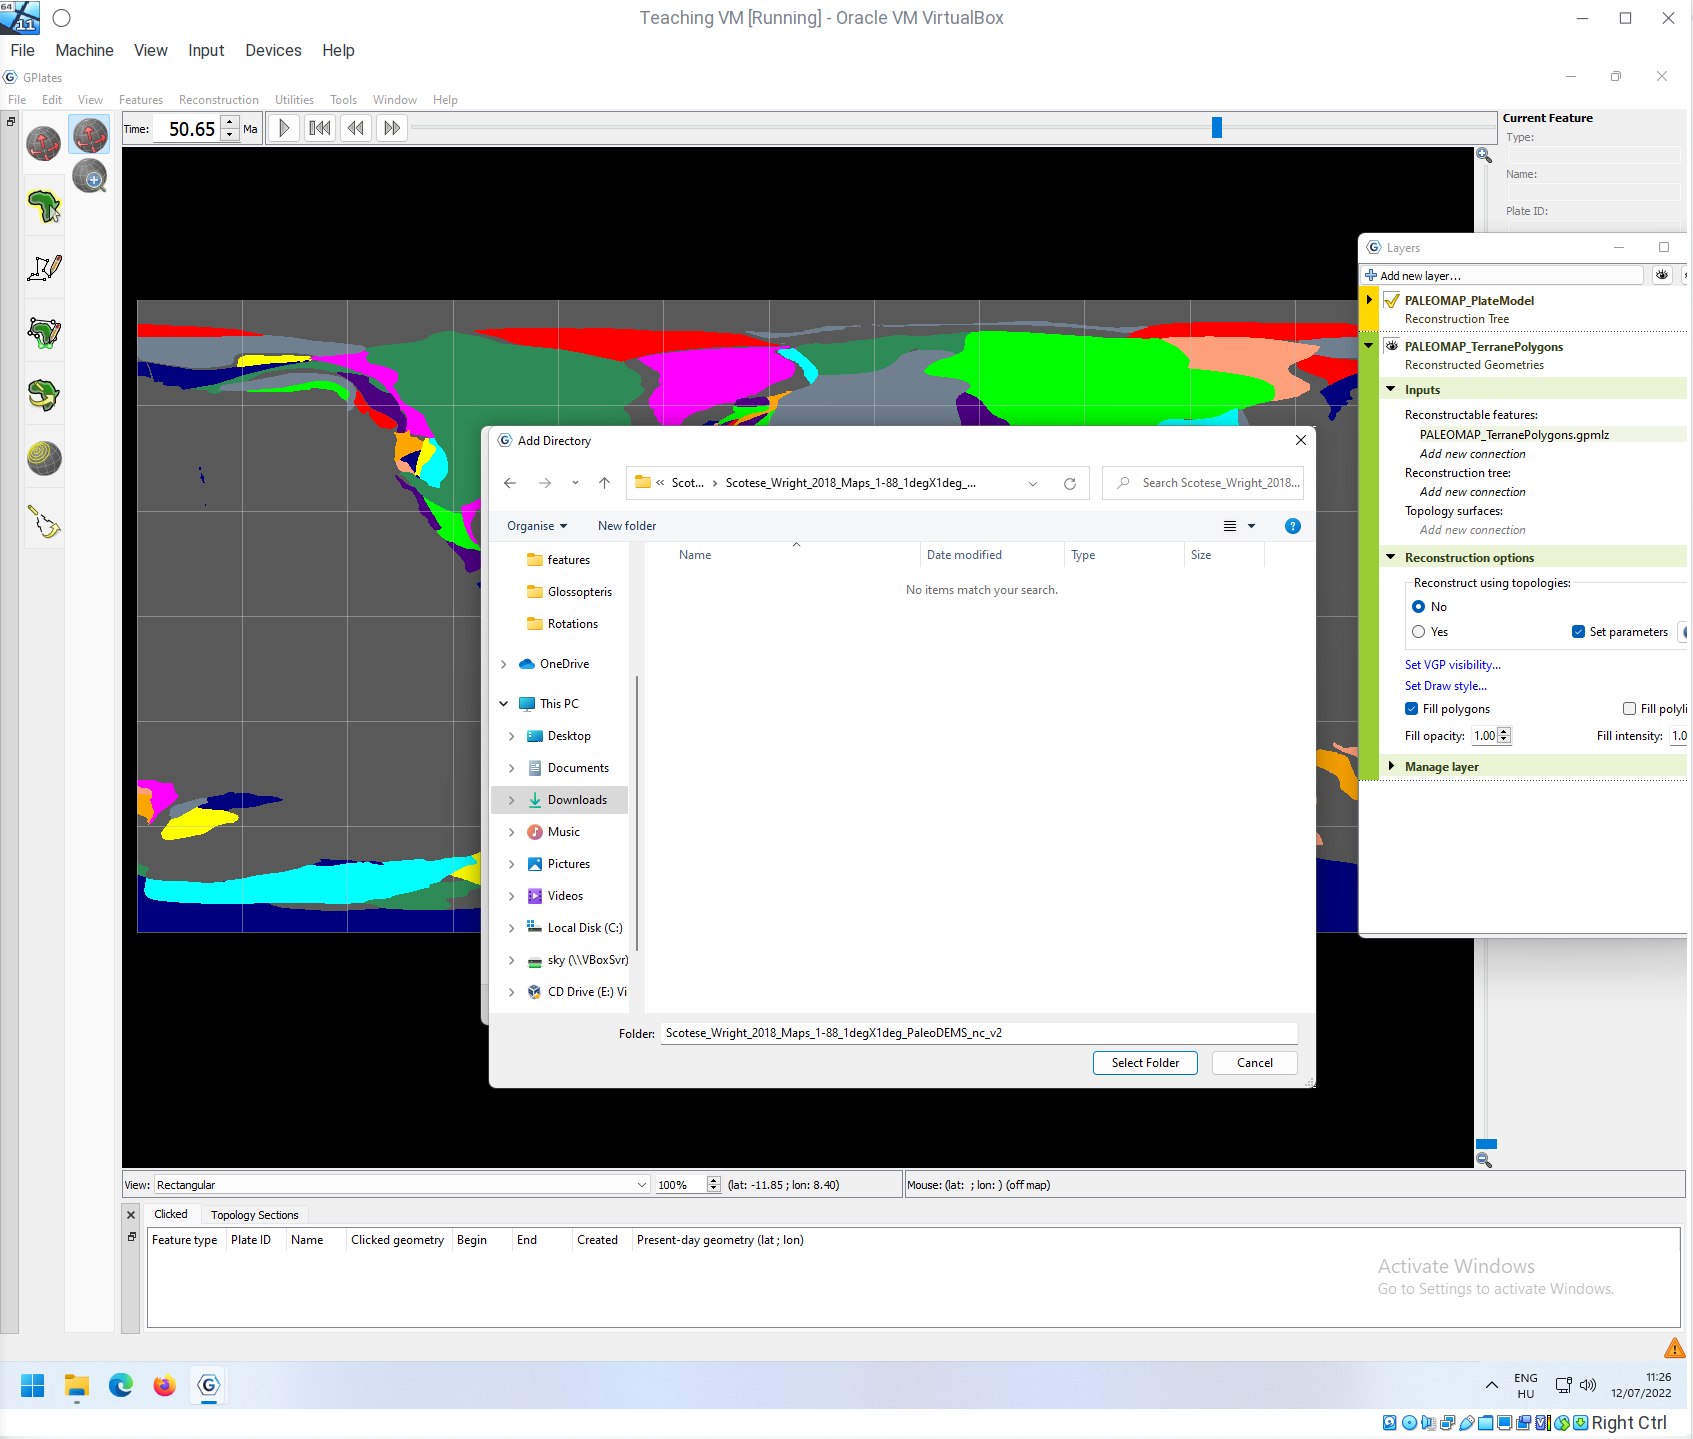 64
11
Teaching VM [Running] - Oracle VM VirtualBox
File Machine View Input Devices Help
GPlates
File Edit View Features Reconstruction Utilities Tools Window Help
Time: 50.65 Ma
Current Feature
Type:
Name:
Plate ID:
Layers
Add new layer...
PALEOMAP_PlateModel
Reconstruction Tree
PALEOMAP_TerranePolygons
Reconstructed Geometries
Inputs
Reconstructable features:
PALEOMAP_TerranePolygons.gpmlz
Add new connection
Reconstruction tree:
Add new connection
Topology surfaces:
Add new connection
Reconstruction options
Reconstruct using topologies:
No
Yes Set parameters
Set VGP visibility...
Set Draw style...
Fill polygons Fill polyli
Fill opacity: 1.00 Fill intensity: 1.0
Manage layer
Add Directory
« Scot... › Scotese_Wright_2018_Maps_1-88_1degX1deg_... Search Scotese_Wright_2018...
Organise New folder
Name Date modified Type Size
No items match your search.
features
Glossopteris
Rotations
OneDrive
This PC
Desktop
Documents
Downloads
Music
Pictures
Videos
Local Disk (C:)
sky (\\VBoxSvr)
CD Drive (E:) Vi
Folder: Scotese_Wright_2018_Maps_1-88_1degX1deg_PaleoDEMS_nc_v2
Select Folder Cancel
View: Rectangular 100% (lat: -11.85 ; lon: 8.40) Mouse: (lat: ; lon: ) (off map)
Clicked Topology Sections
Feature type Plate ID Name Clicked geometry Begin End Created Present-day geometry (lat ; lon)
Activate Windows
Go to Settings to activate Windows.
ENG
HU
11:26
12/07/2022
Right Ctrl